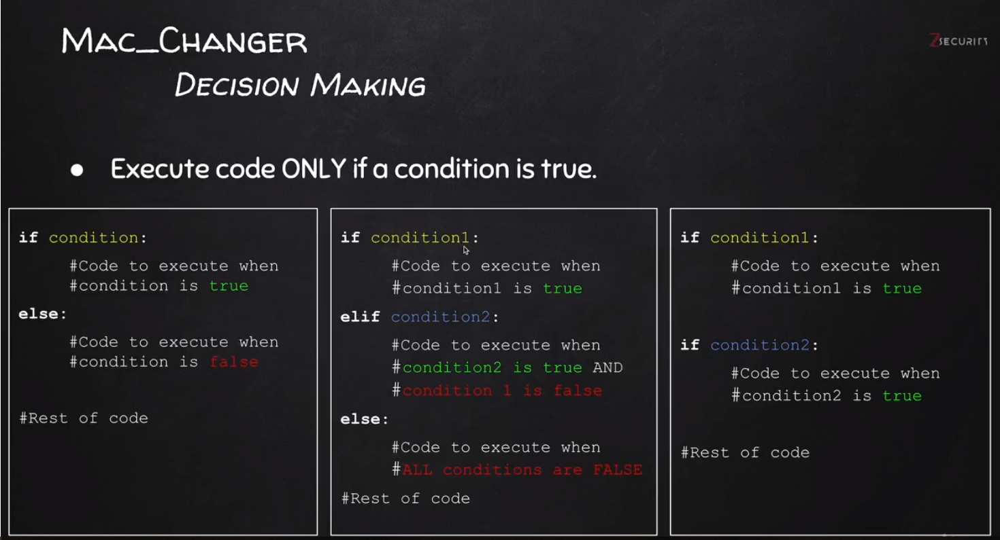 MAC_CHANGER
ZSECURITY
DECISION MAKING
● Execute code ONLY if a condition is true.
if condition:
#Code to execute when
#condition is true
else:
#Code to execute when
#condition is false
#Rest of code
if condition1:
#Code to execute when
#condition1 is true
elif condition2:
#Code to execute when
#condition2 is true AND
#condition 1 is false
else:
#Code to execute when
#ALL conditions are FALSE
#Rest of code
if condition1:
#Code to execute when
#condition1 is true
if condition2:
#Code to execute when
#condition2 is true
#Rest of code